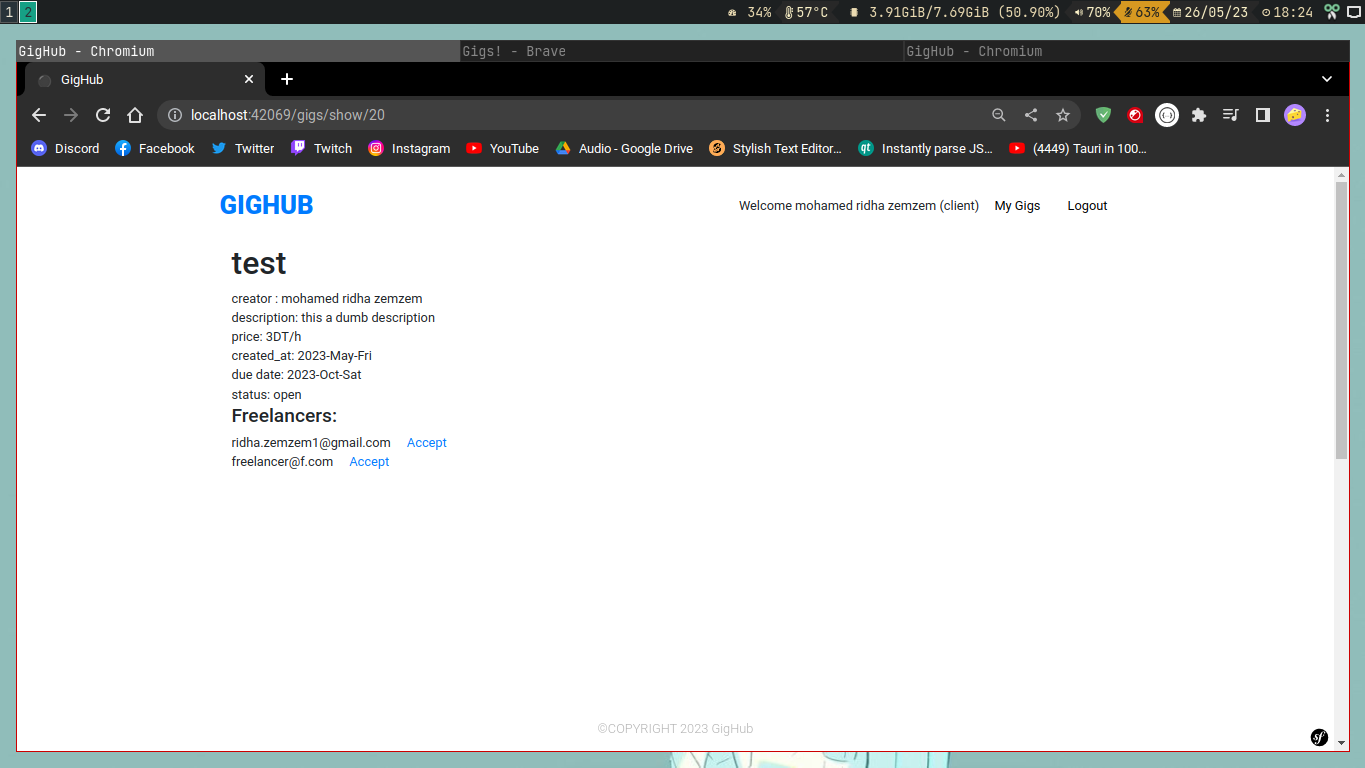 1 2 34% 57°C 3.91GiB/7.69GiB (50.90%) 70% 63% 26/05/23 18:24
GigHub - Chromium Gigs! - Brave GigHub - Chromium
GigHub
localhost:42069/gigs/show/20
Discord Facebook Twitter Twitch Instagram YouTube Audio - Google Drive Stylish Text Editor... Instantly parse JS... (4449) Tauri in 100...
GIGHUB Welcome mohamed ridha zemzem (client) My Gigs Logout
test
creator : mohamed ridha zemzem
description: this a dumb description
price: 3DT/h
created_at: 2023-May-Fri
due date: 2023-Oct-Sat
status: open
Freelancers:
ridha.zemzem1@gmail.com Accept
freelancer@f.com Accept
©COPYRIGHT 2023 GigHub